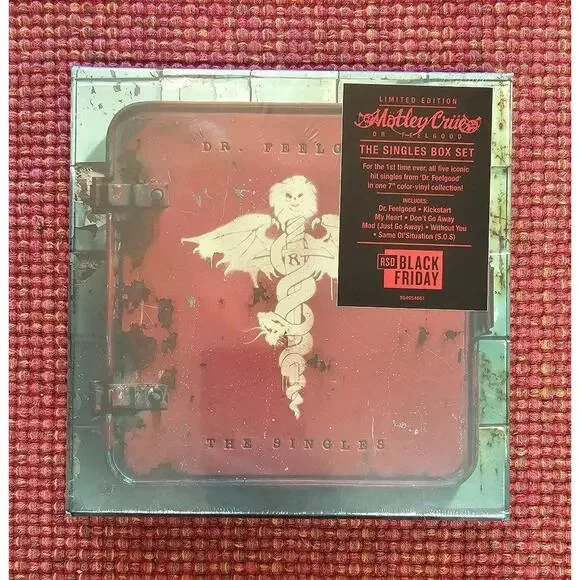 LIMITED EDITION
Mötley Crüe
DR. FEELGOOD
THE SINGLES BOX SET
For the 1st time ever, all five iconic
hit singles from 'Dr. Feelgood'
in one 7" color-vinyl collection!
INCLUDES:
Dr. Feelgood • Kickstart
My Heart • Don't Go Away
Mad (Just Go Away) • Without You
• Same Ol'Situation (S.O.S)
RSD BLACK
FRIDAY
DR. FEELGO
R
THE SINGLES